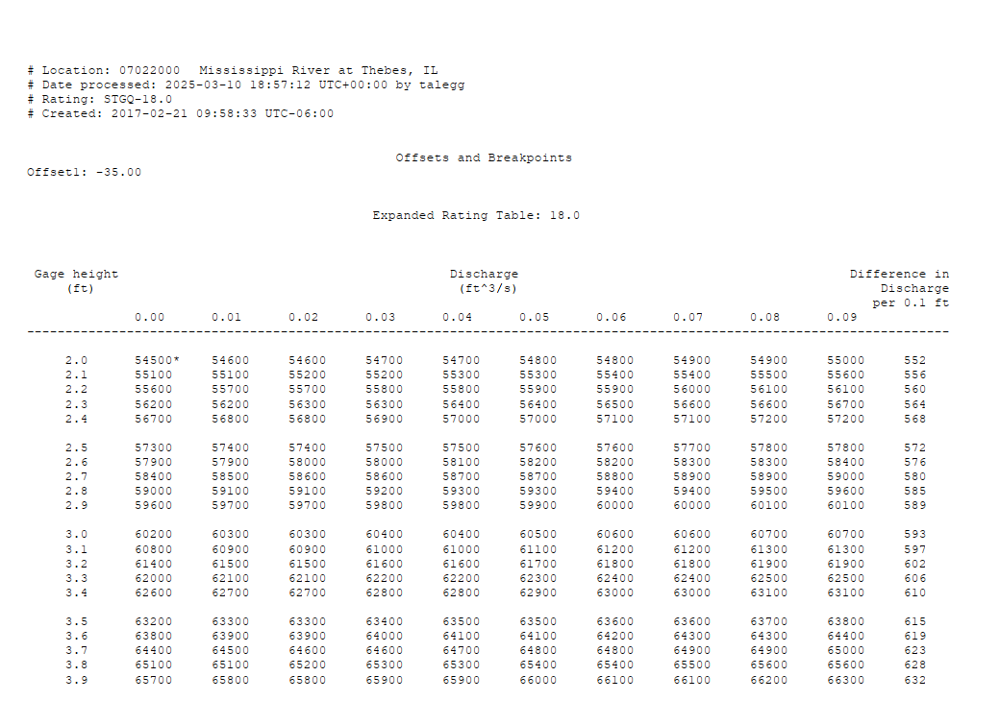 # Location: 07022000   Mississippi River at Thebes, IL
# Date processed: 2025-03-10 18:57:12 UTC+00:00 by talegg
# Rating: STGQ-18.0
# Created: 2017-02-21 09:58:33 UTC-06:00
Offsets and Breakpoints
Offset1: -35.00
Expanded Rating Table: 18.0
Gage height Discharge Difference in
(ft) (ft^3/s) Discharge
per 0.1 ft
0.00 0.01 0.02 0.03 0.04 0.05 0.06 0.07 0.08 0.09
------------------------------------------------------------------------------------------------------------------------
2.0 54500* 54600 54600 54700 54700 54800 54800 54900 54900 55000 552
2.1 55100 55100 55200 55200 55300 55300 55400 55400 55500 55600 556
2.2 55600 55700 55700 55800 55800 55900 55900 56000 56100 56100 560
2.3 56200 56200 56300 56300 56400 56400 56500 56600 56600 56700 564
2.4 56700 56800 56800 56900 57000 57000 57100 57100 57200 57200 568
2.5 57300 57400 57400 57500 57500 57600 57600 57700 57800 57800 572
2.6 57900 57900 58000 58000 58100 58200 58200 58300 58300 58400 576
2.7 58400 58500 58600 58600 58700 58700 58800 58900 58900 59000 580
2.8 59000 59100 59100 59200 59300 59300 59400 59400 59500 59600 585
2.9 59600 59700 59700 59800 59800 59900 60000 60000 60100 60100 589
3.0 60200 60300 60300 60400 60400 60500 60600 60600 60700 60700 593
3.1 60800 60900 60900 61000 61000 61100 61200 61200 61300 61300 597
3.2 61400 61500 61500 61600 61600 61700 61800 61800 61900 61900 602
3.3 62000 62100 62100 62200 62200 62300 62400 62400 62500 62500 606
3.4 62600 62700 62700 62800 62800 62900 63000 63000 63100 63100 610
3.5 63200 63300 63300 63400 63500 63500 63600 63600 63700 63800 615
3.6 63800 63900 63900 64000 64100 64100 64200 64300 64300 64400 619
3.7 64400 64500 64600 64600 64700 64800 64800 64900 64900 65000 623
3.8 65100 65100 65200 65300 65300 65400 65400 65500 65600 65600 628
3.9 65700 65800 65800 65900 65900 66000 66100 66100 66200 66300 632